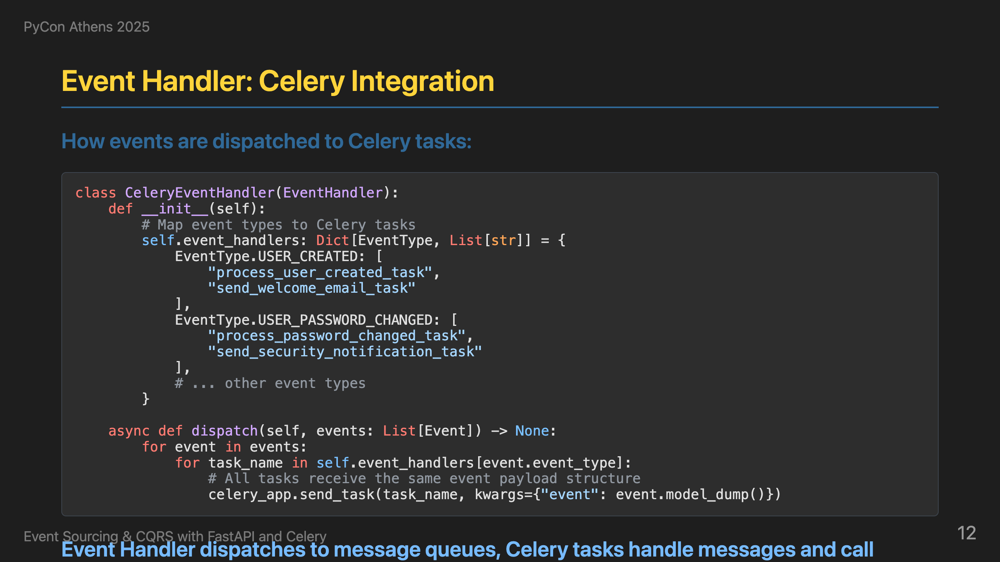 PyCon Athens 2025
Event Handler: Celery Integration
How events are dispatched to Celery tasks:
class CeleryEventHandler(EventHandler):
    def __init__(self):
        # Map event types to Celery tasks
        self.event_handlers: Dict[EventType, List[str]] = {
            EventType.USER_CREATED: [
                "process_user_created_task",
                "send_welcome_email_task"
            ],
            EventType.USER_PASSWORD_CHANGED: [
                "process_password_changed_task",
                "send_security_notification_task"
            ],
            # ... other event types
        }

    async def dispatch(self, events: List[Event]) -> None:
        for event in events:
            for task_name in self.event_handlers[event.event_type]:
                # All tasks receive the same event payload structure
                celery_app.send_task(task_name, kwargs={"event": event.model_dump()})
Event Sourcing & CQRS with FastAPI and Celery
12
Event Handler dispatches to message queues, Celery tasks handle messages and call